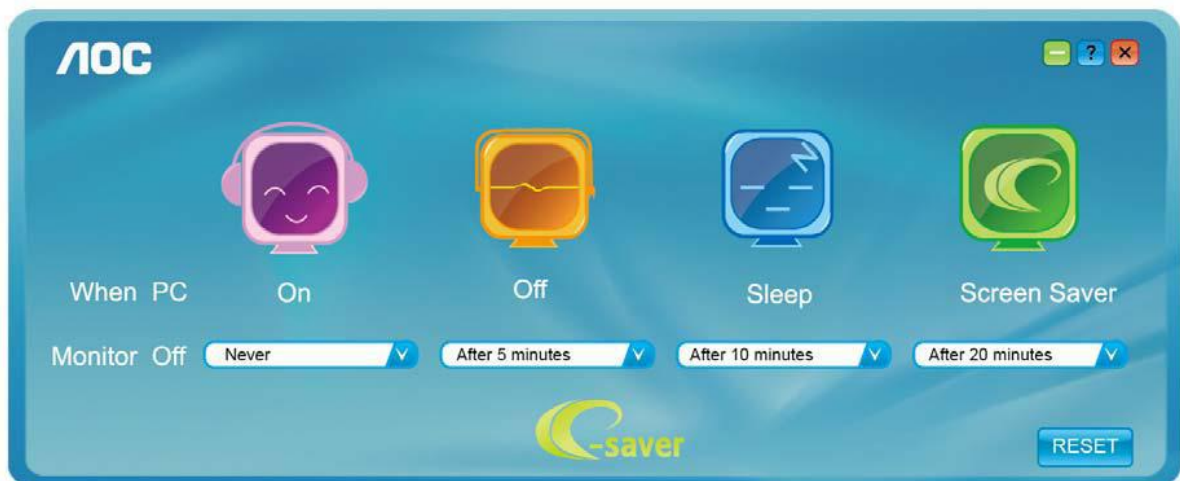 AOC
?
When PC On Off Sleep Screen Saver
Monitor Off Never After 5 minutes After 10 minutes After 20 minutes
e-saver
RESET